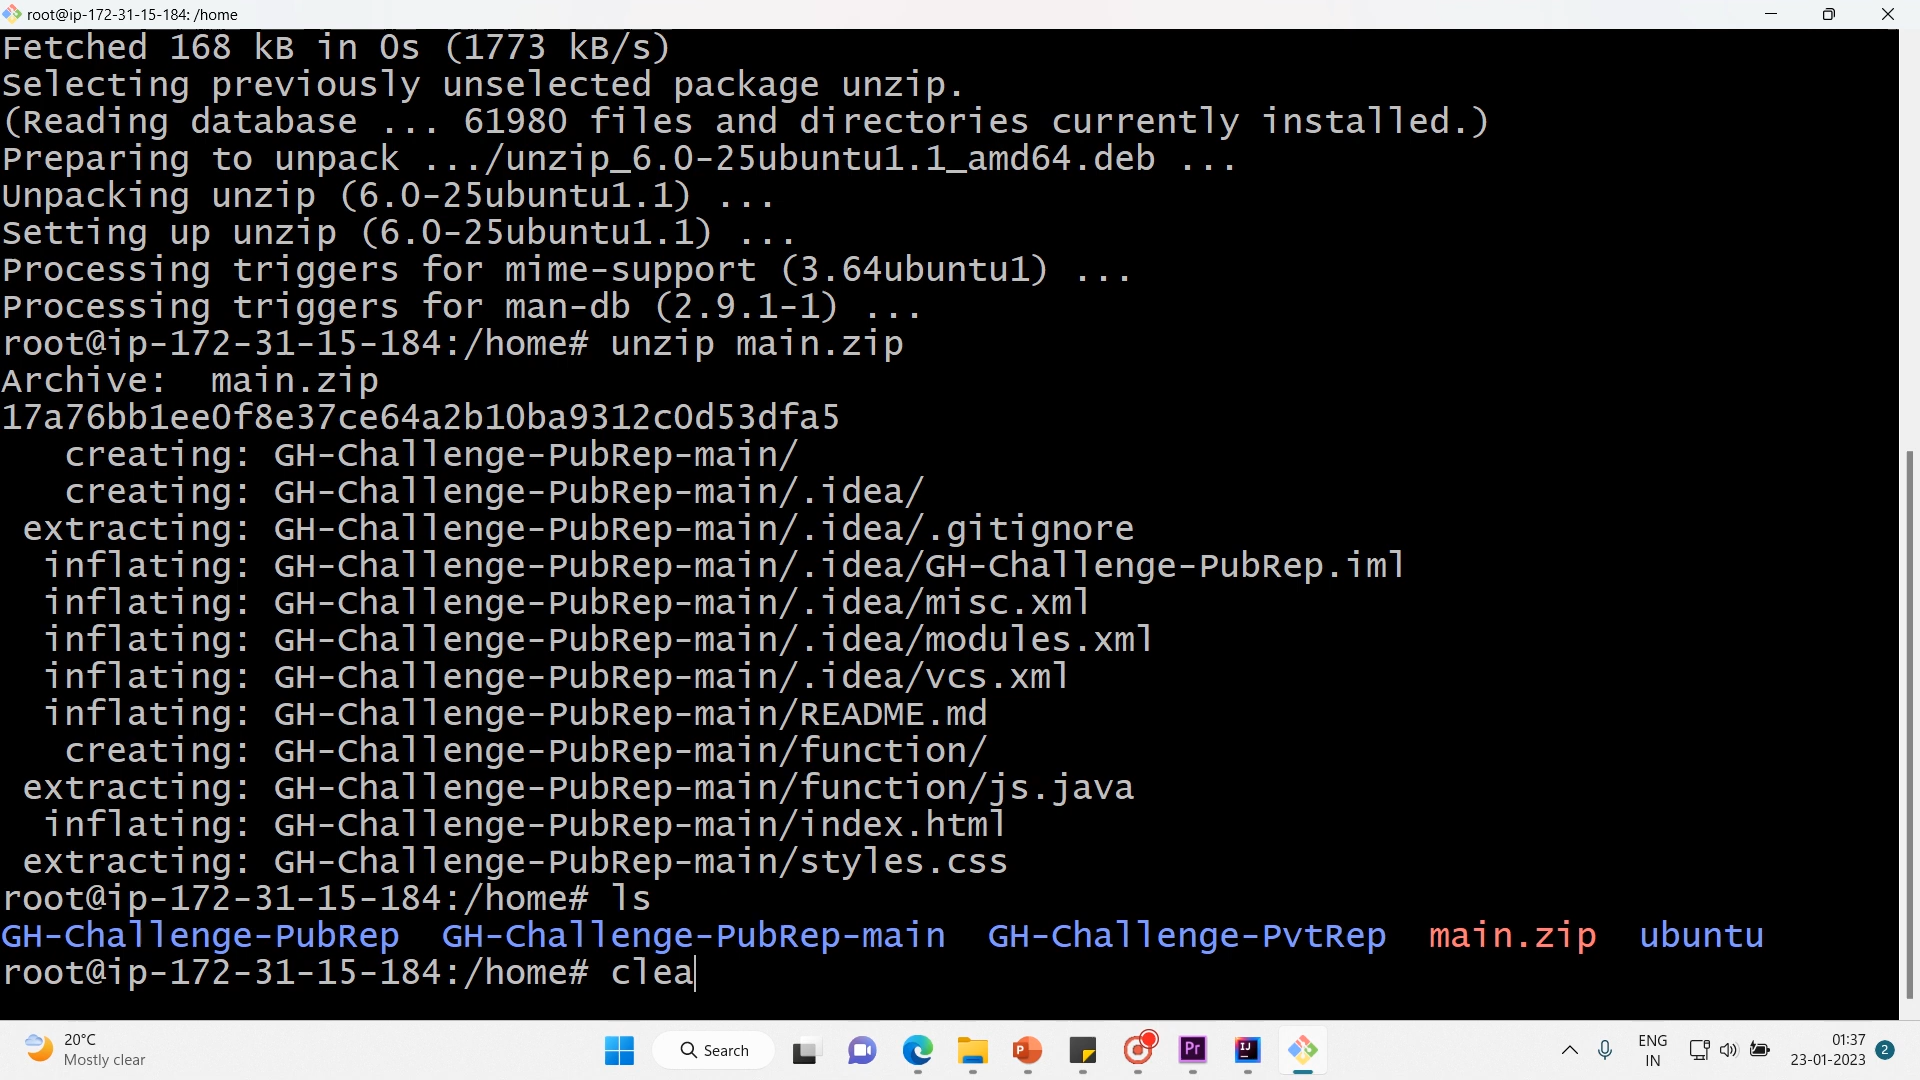 root@ip-172-31-15-184: /home
Fetched 168 kB in 0s (1773 kB/s)
Selecting previously unselected package unzip.
(Reading database ... 61980 files and directories currently installed.)
Preparing to unpack .../unzip_6.0-25ubuntu1.1_amd64.deb ...
Unpacking unzip (6.0-25ubuntu1.1) ...
Setting up unzip (6.0-25ubuntu1.1) ...
Processing triggers for mime-support (3.64ubuntu1) ...
Processing triggers for man-db (2.9.1-1) ...
root@ip-172-31-15-184:/home# unzip main.zip
Archive:  main.zip
17a76bb1ee0f8e37ce64a2b10ba9312c0d53dfa5
   creating: GH-Challenge-PubRep-main/
   creating: GH-Challenge-PubRep-main/.idea/
 extracting: GH-Challenge-PubRep-main/.idea/.gitignore
  inflating: GH-Challenge-PubRep-main/.idea/GH-Challenge-PubRep.iml
  inflating: GH-Challenge-PubRep-main/.idea/misc.xml
  inflating: GH-Challenge-PubRep-main/.idea/modules.xml
  inflating: GH-Challenge-PubRep-main/.idea/vcs.xml
  inflating: GH-Challenge-PubRep-main/README.md
   creating: GH-Challenge-PubRep-main/function/
 extracting: GH-Challenge-PubRep-main/function/js.java
  inflating: GH-Challenge-PubRep-main/index.html
 extracting: GH-Challenge-PubRep-main/styles.css
root@ip-172-31-15-184:/home# ls
GH-Challenge-PubRep  GH-Challenge-PubRep-main  GH-Challenge-PvtRep  main.zip  ubuntu
root@ip-172-31-15-184:/home# clea
20°C
Mostly clear
Search
P
Pr
IJ
ENG
IN
01:37
23-01-2023
2